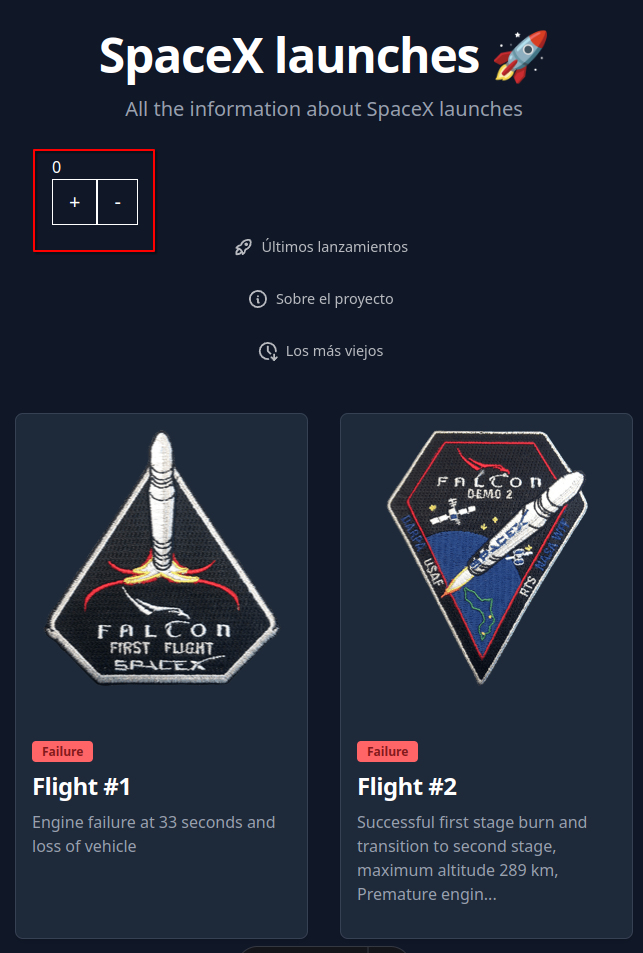 SpaceX launches 🚀
All the information about SpaceX launches
0
+ -
Últimos lanzamientos
Sobre el proyecto
Los más viejos
FALCON
FIRST FLIGHT
SPACEX
FALCON
DEMO 2
SPACEX
DARPA USAF
RTS NASA WFF
Failure
Flight #1
Engine failure at 33 seconds and
loss of vehicle
Failure
Flight #2
Successful first stage burn and
transition to second stage,
maximum altitude 289 km,
Premature engin...